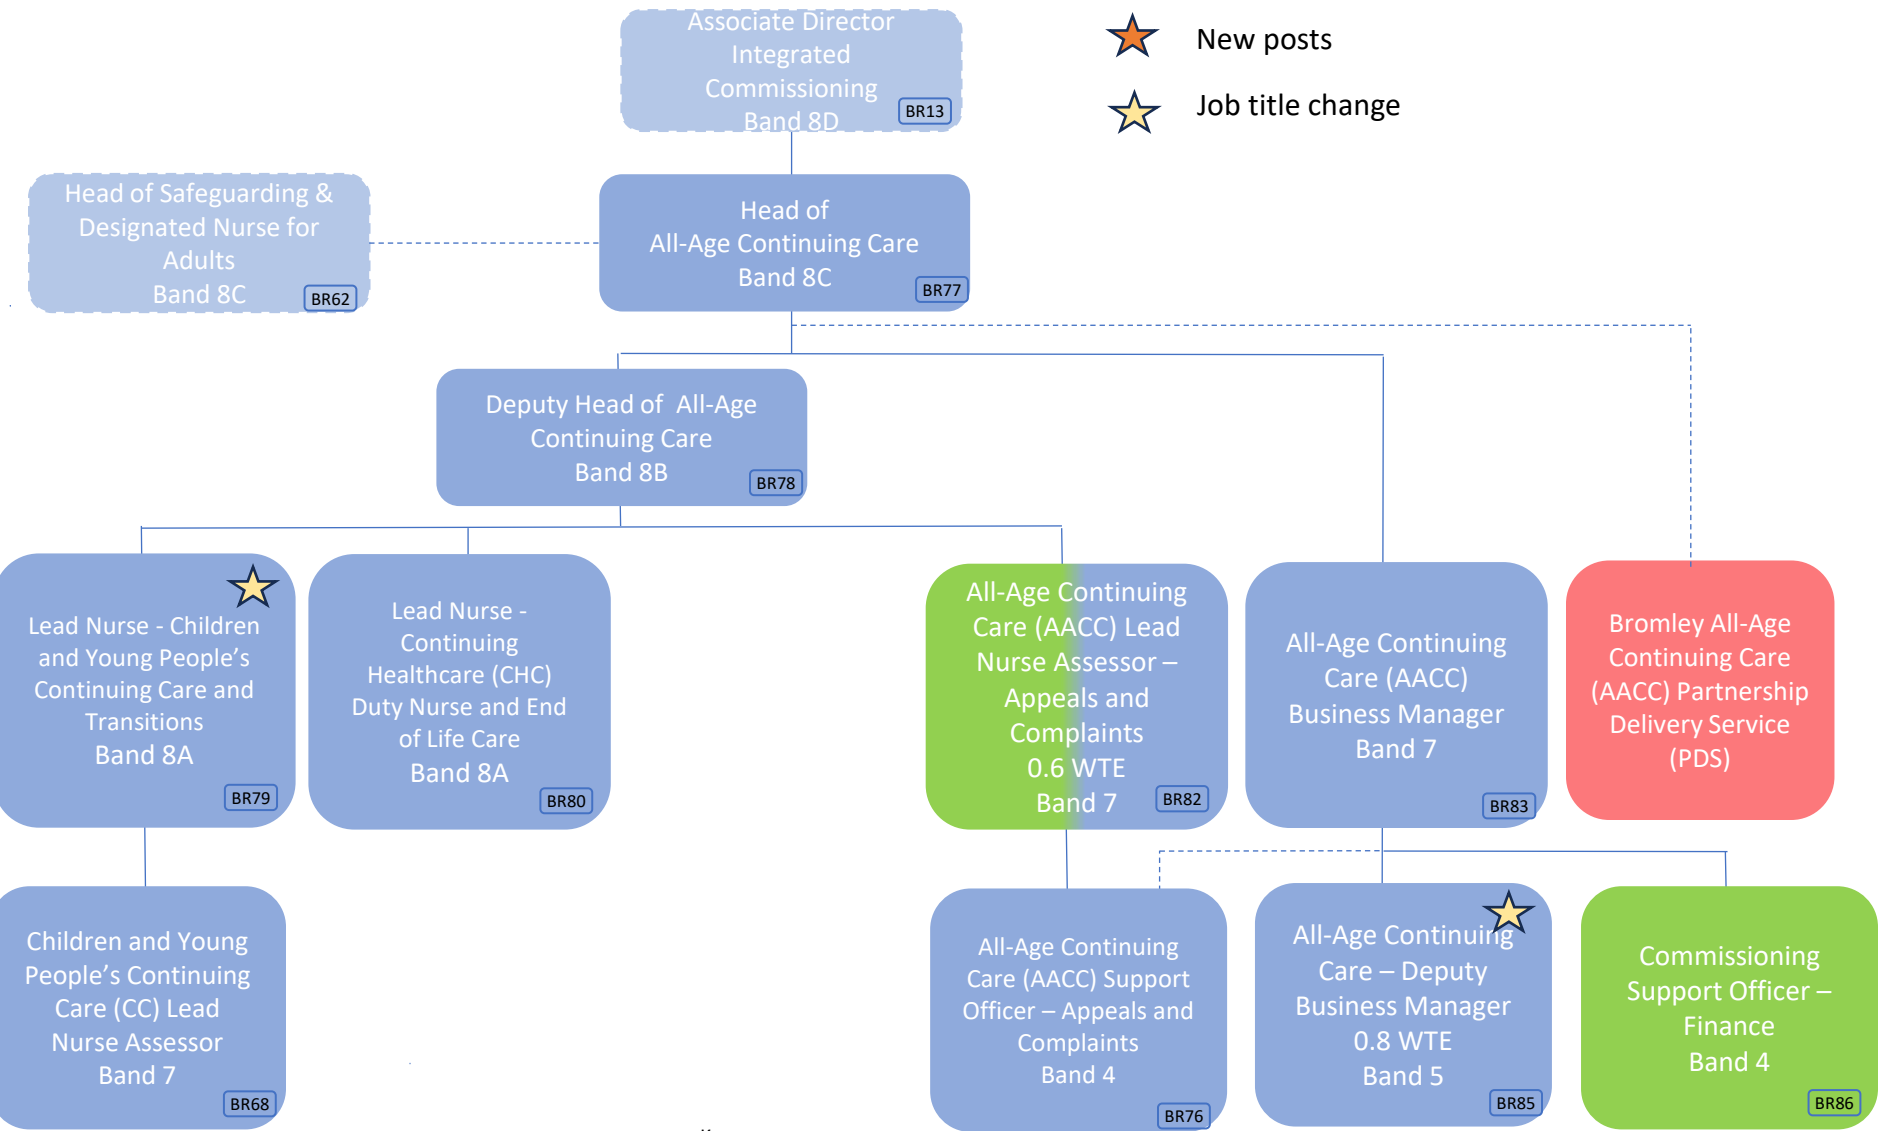 Associate Director
Integrated
Commissioning
Band 8D
BR13
New posts
Job title change
Head of Safeguarding &
Designated Nurse for
Adults
Band 8C
BR62
Head of
All-Age Continuing Care
Band 8C
BR77
Deputy Head of All-Age
Continuing Care
Band 8B
BR78
Lead Nurse - Children
and Young People’s
Continuing Care and
Transitions
Band 8A
BR79
Lead Nurse -
Continuing
Healthcare (CHC)
Duty Nurse and End
of Life Care
Band 8A
BR80
All-Age Continuing
Care (AACC) Lead
Nurse Assessor –
Appeals and
Complaints
0.6 WTE
Band 7
BR82
All-Age Continuing
Care (AACC)
Business Manager
Band 7
BR83
Bromley All-Age
Continuing Care
(AACC) Partnership
Delivery Service
(PDS)
Children and Young
People’s Continuing
Care (CC) Lead
Nurse Assessor
Band 7
BR68
All-Age Continuing
Care (AACC) Support
Officer – Appeals and
Complaints
Band 4
BR76
All-Age Continuing
Care – Deputy
Business Manager
0.8 WTE
Band 5
BR85
Commissioning
Support Officer –
Finance
Band 4
BR86